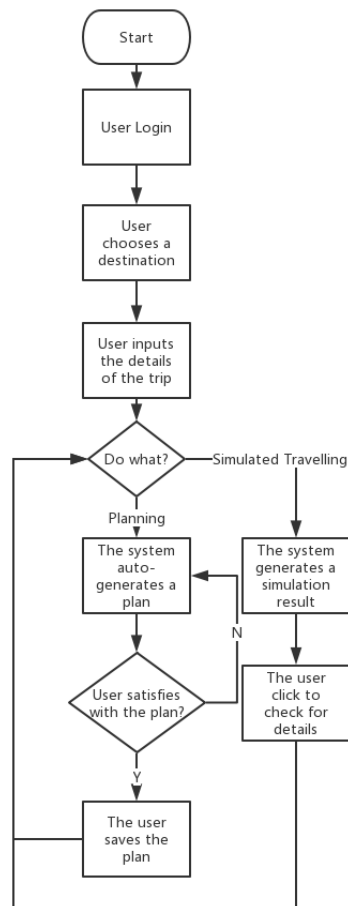 Start
User Login
User
chooses a
destination
User inputs
the details
of the trip
Do what?
Simulated Travelling
Planning
The system
auto-
generates a
plan
The system
generates a
simulation
result
N
User satisfies
with the plan?
The user
click to
check for
details
Y
The user
saves the
plan